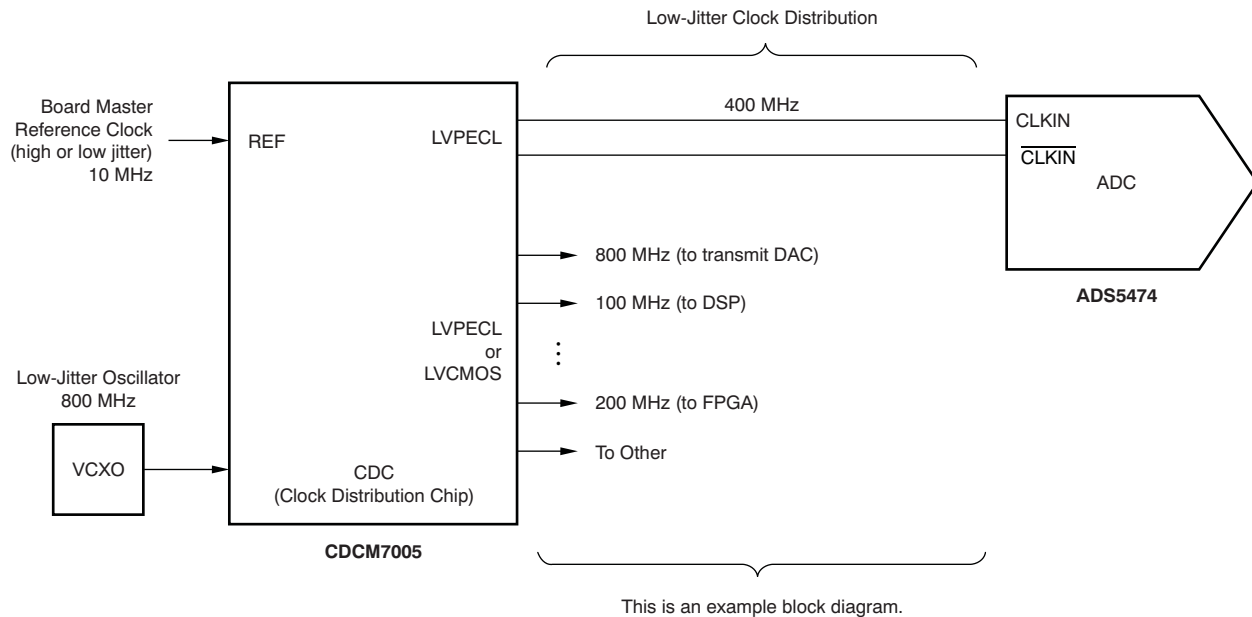 Low-Jitter Clock Distribution
Board Master
Reference Clock
(high or low jitter)
10 MHz
REF
LVPECL
400 MHz
CLKIN
CLKIN
ADC
ADS5474
800 MHz (to transmit DAC)
100 MHz (to DSP)
LVPECL
or
LVCMOS
⋮
200 MHz (to FPGA)
To Other
Low-Jitter Oscillator
800 MHz
VCXO
CDC
(Clock Distribution Chip)
CDCM7005
This is an example block diagram.